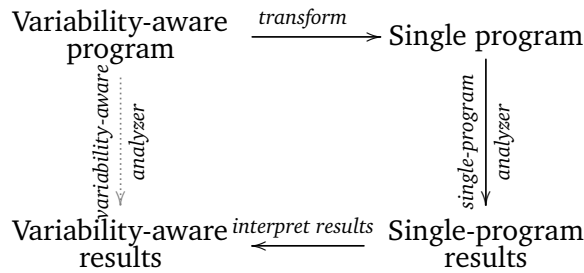 Variability-aware
program
transform
Single program
variability-aware
analyzer
single-program
analyzer
Variability-aware
results
interpret results
Single-program
results